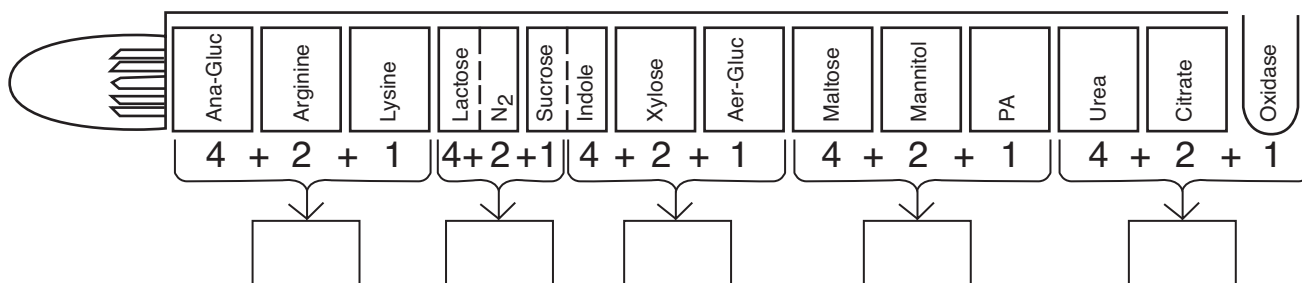 Ana-Gluc Arginine Lysine Lactose N₂ Sucrose Indole Xylose Aer-Gluc Maltose Mannitol PA Urea Citrate Oxidase
4 + 2 + 1 4+2+1 4 + 2 + 1 4 + 2 + 1 4 + 2 + 1